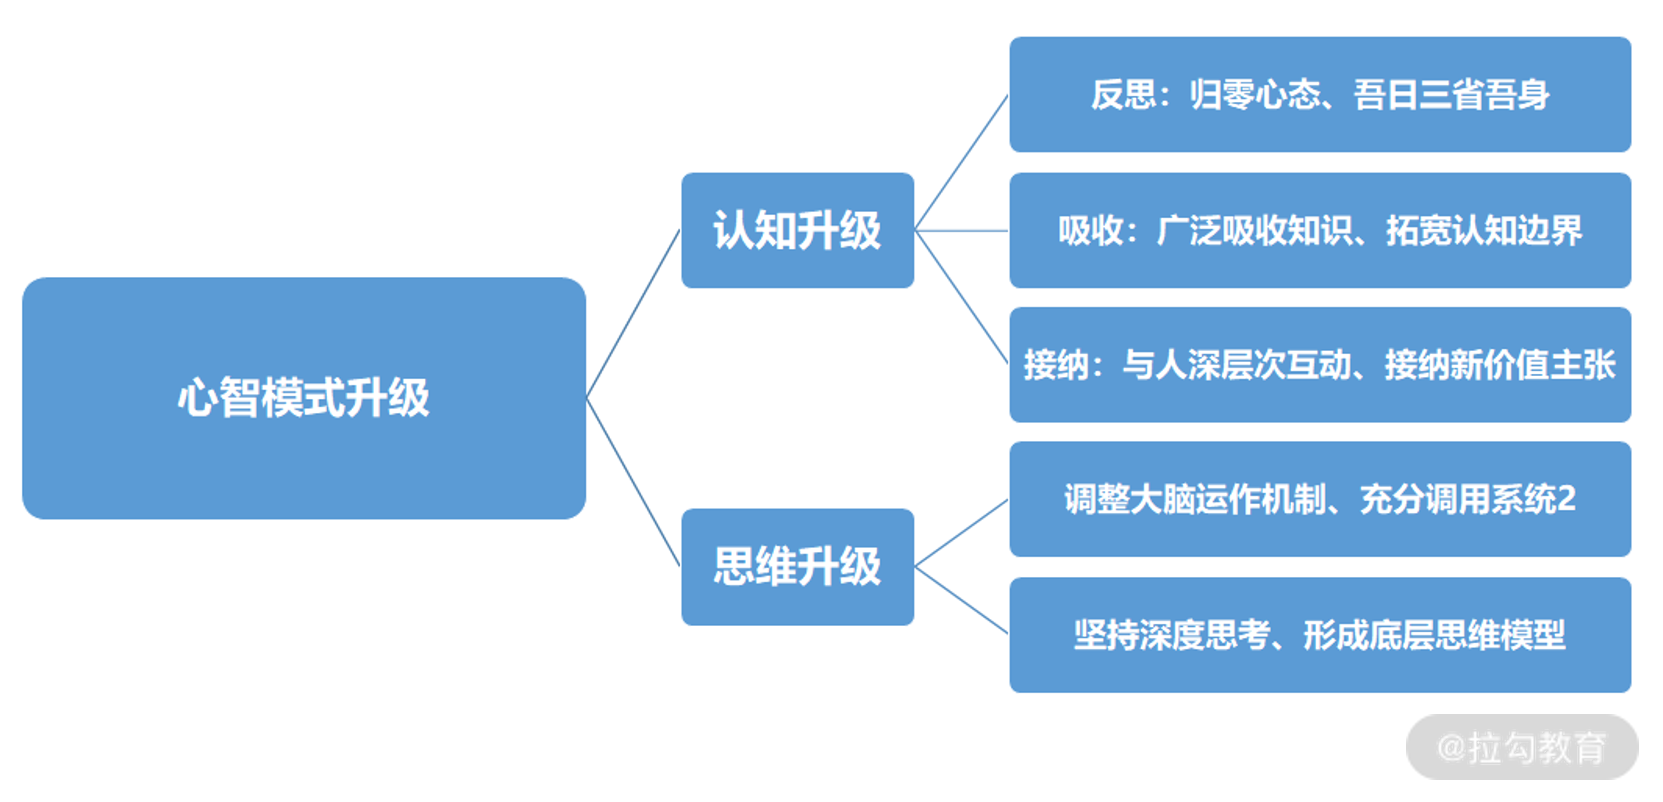 心智模式升级
认知升级
反思：归零心态、吾日三省吾身
吸收：广泛吸收知识、拓宽认知边界
接纳：与人深层次互动、接纳新价值主张
思维升级
调整大脑运作机制、充分调用系统2
坚持深度思考、形成底层思维模型
@拉勾教育